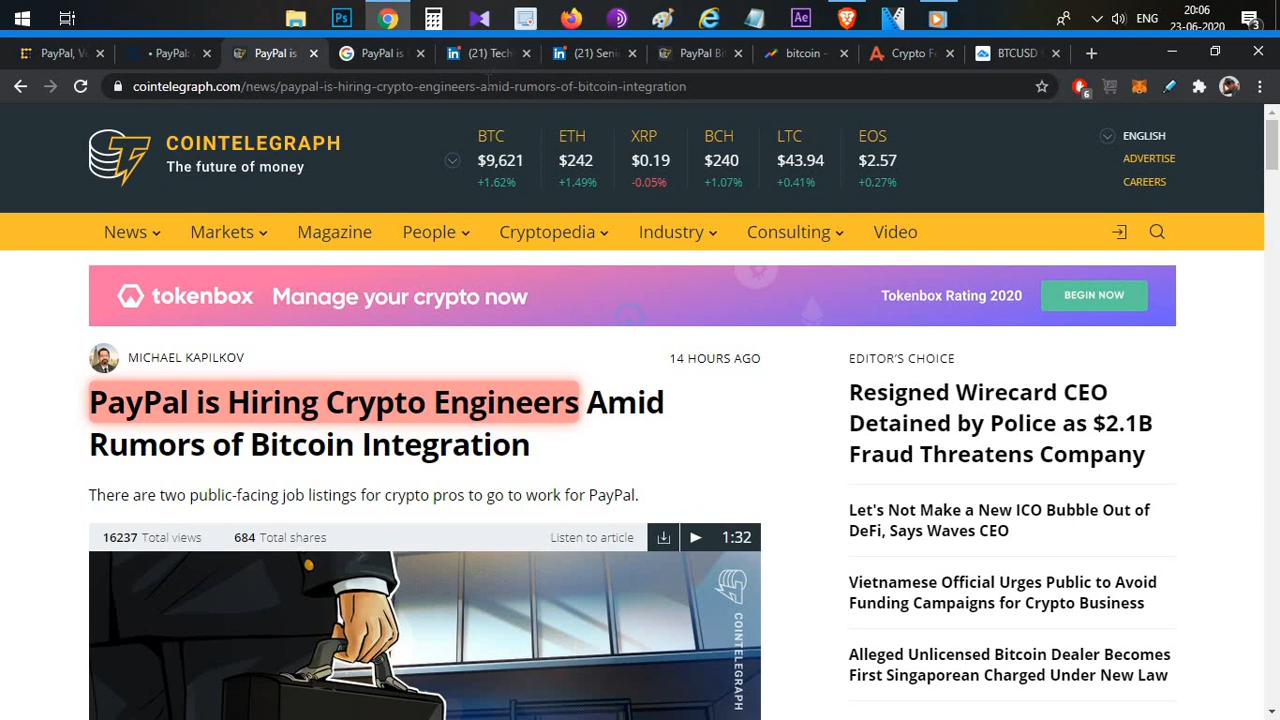 Ps
Ae
ENG
20:06
23-06-2020
3
PayPal, V
PayPal:
PayPal is
PayPal is
(21) Tech
(21) Seni
PayPal Bi
bitcoin –
Crypto F
BTCUSD
cointelegraph.com/news/paypal-is-hiring-crypto-engineers-amid-rumors-of-bitcoin-integration
6
COINTELEGRAPH
The future of money
BTC ETH XRP BCH LTC EOS
$9,621 $242 $0.19 $240 $43.94 $2.57
+1.62% +1.49% -0.05% +1.07% +0.41% +0.27%
ENGLISH
ADVERTISE
CAREERS
News Markets Magazine People Cryptopedia Industry Consulting Video
tokenbox Manage your crypto now Tokenbox Rating 2020 BEGIN NOW
MICHAEL KAPILKOV 14 HOURS AGO
PayPal is Hiring Crypto Engineers Amid
Rumors of Bitcoin Integration
There are two public-facing job listings for crypto pros to go to work for PayPal.
16237 Total views 684 Total shares Listen to article 1:32
COINTELEGRAPH
EDITOR'S CHOICE
Resigned Wirecard CEO
Detained by Police as $2.1B
Fraud Threatens Company
Let's Not Make a New ICO Bubble Out of
DeFi, Says Waves CEO
Vietnamese Official Urges Public to Avoid
Funding Campaigns for Crypto Business
Alleged Unlicensed Bitcoin Dealer Becomes
First Singaporean Charged Under New Law